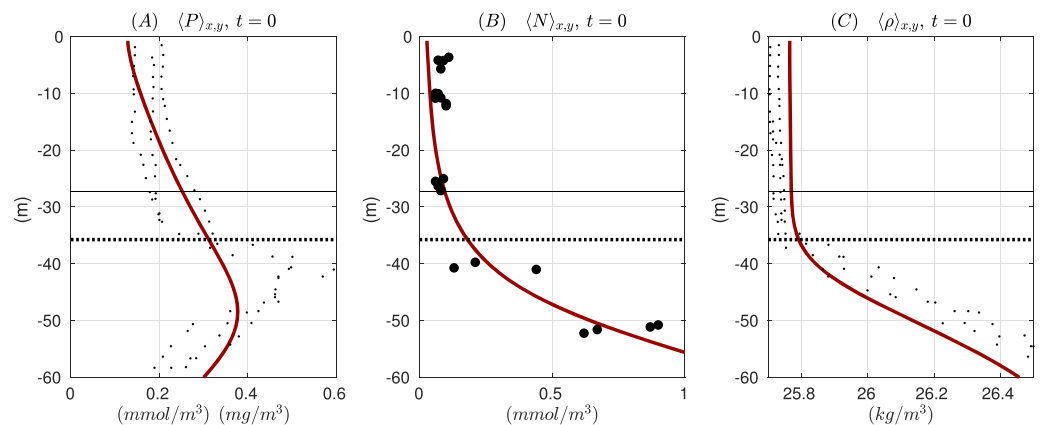 (A) ⟨P⟩x,y, t = 0
(B) ⟨N⟩x,y, t = 0
(C) ⟨ρ⟩x,y, t = 0
0
-10
-20
-30
-40
-50
-60
(m)
0 0.2 0.4 0.6
(mmol/m³) (mg/m³)
0
-10
-20
-30
-40
-50
-60
(m)
0 0.5 1
(mmol/m³)
0
-10
-20
-30
-40
-50
-60
(m)
25.8 26 26.2 26.4
(kg/m³)